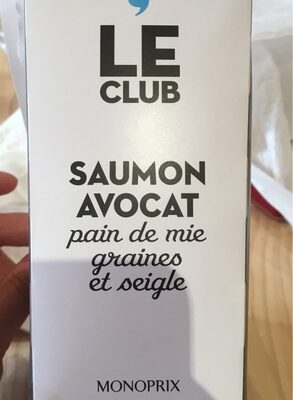 LE
CLUB
SAUMON
AVOCAT
pain de mie
graines
et seigle
MONOPRIX